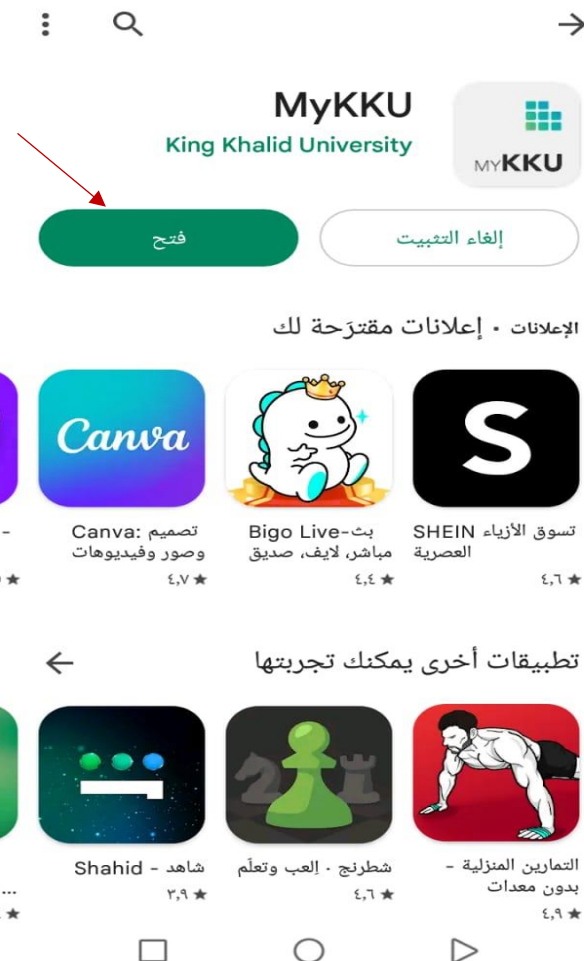 MyKKU
King Khalid University
MYKKU
إلغاء التثبيت
فتح
الإعلانات · إعلانات مقترَحة لك
S
Canva
تسوق الأزياء SHEIN
العصرية
٤,٦ ★
Bigo Live-بث
مباشر، لايف، صديق
٤,٤ ★
Canva: تصميم
وصور وفيديوهات
٤,٧ ★
-
★
تطبيقات أخرى يمكنك تجربتها
التمارين المنزلية -
بدون معدات
٤,٩ ★
شطرنج · اِلعب وتعلّم
٤,٦ ★
شاهد - Shahid
٣,٩ ★
...
★